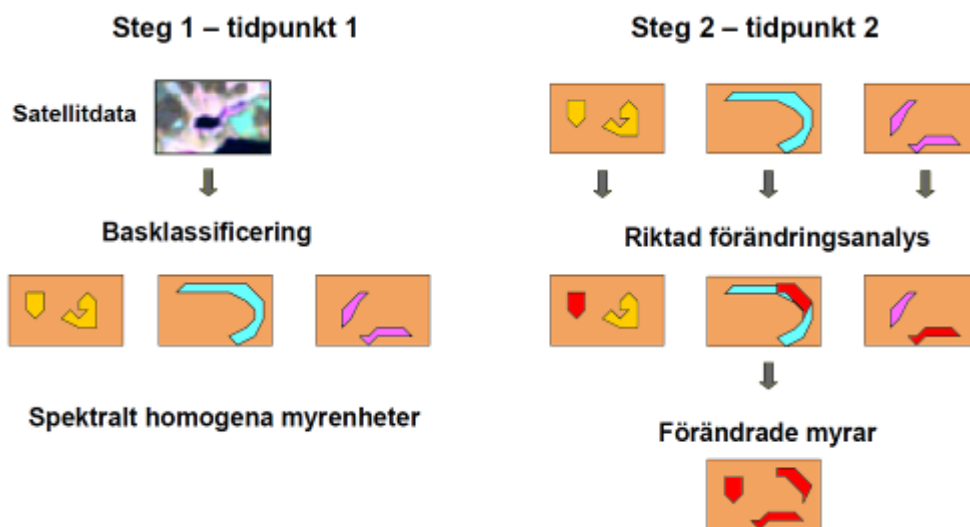 Steg 1 – tidpunkt 1
Satellitdata
Basklassificering
Spektralt homogena myrenheter
Steg 2 – tidpunkt 2
Riktad förändringsanalys
Förändrade myrar